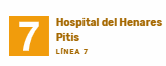 7
Hospital del Henares
Pitis
LÍNEA 7